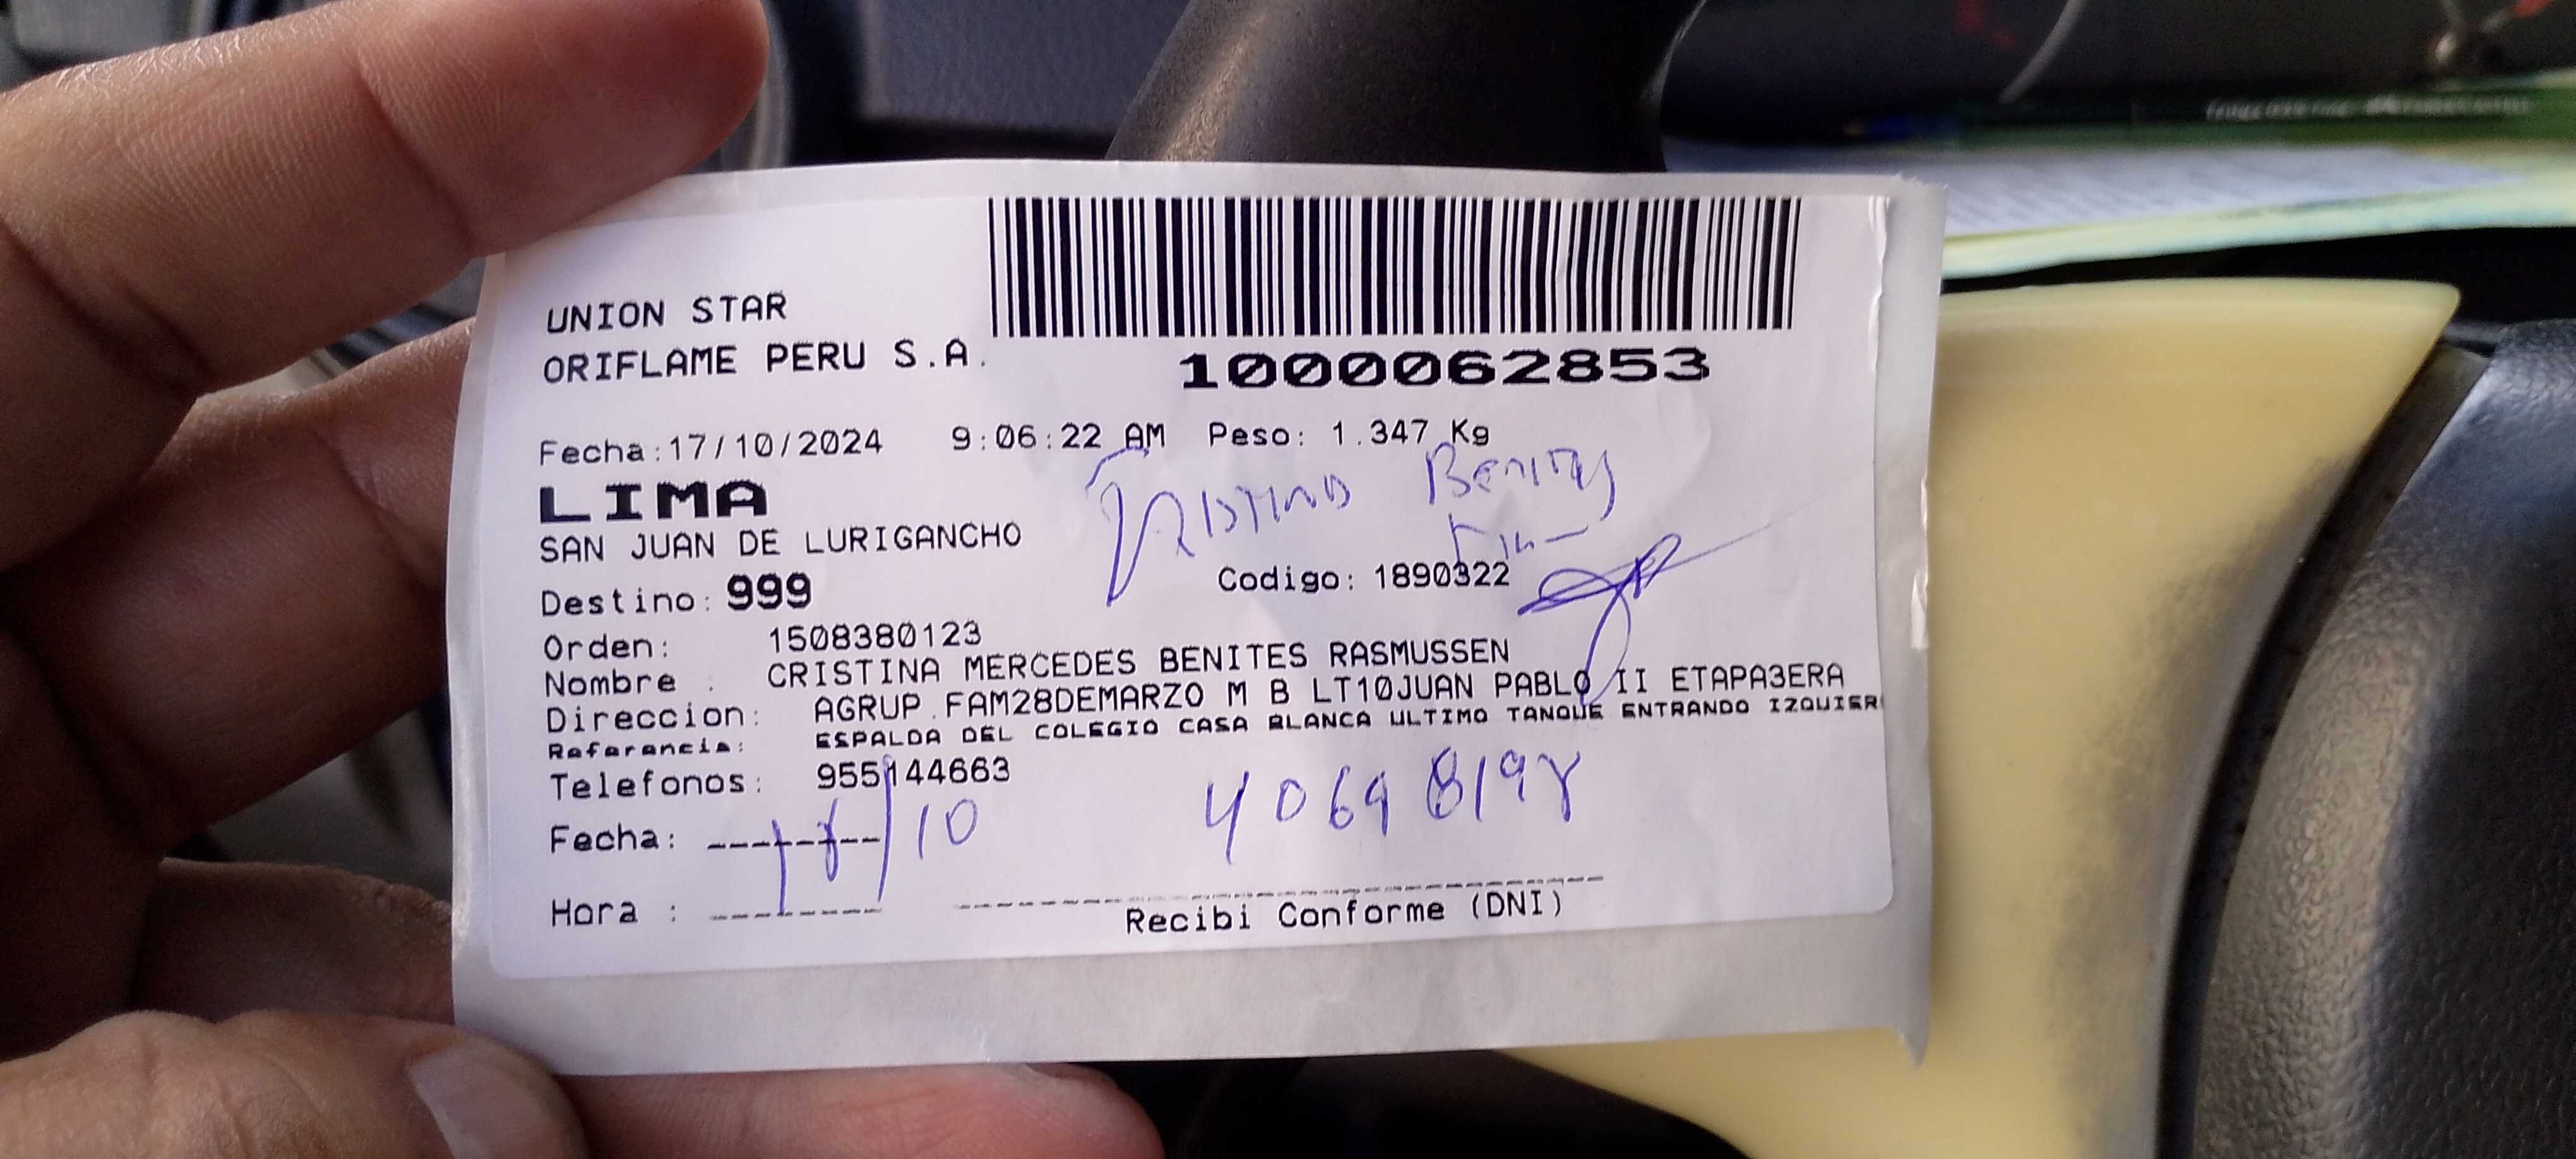 UNION STAR
ORIFLAME PERU S.A.
1000062853
Fecha:17/10/2024 9:06:22 AM Peso: 1.347 Kg
LIMA
Benites
SAN JUAN DE LURIGANCHO
Destino: 999 Codigo: 1890322
Orden: 1508380123
Nombre : CRISTINA MERCEDES BENITES RASMUSSEN
Direccion: AGRUP.FAM28DEMARZO M B LT10JUAN PABLO II ETAPA3ERA
Referencia: ESPALDA DEL COLEGIO CASA BLANCA ULTIMO TANQUE ENTRANDO IZQUIER
Telefonos: 955144663
Fecha: /10
Hora :
Recibi Conforme (DNI)